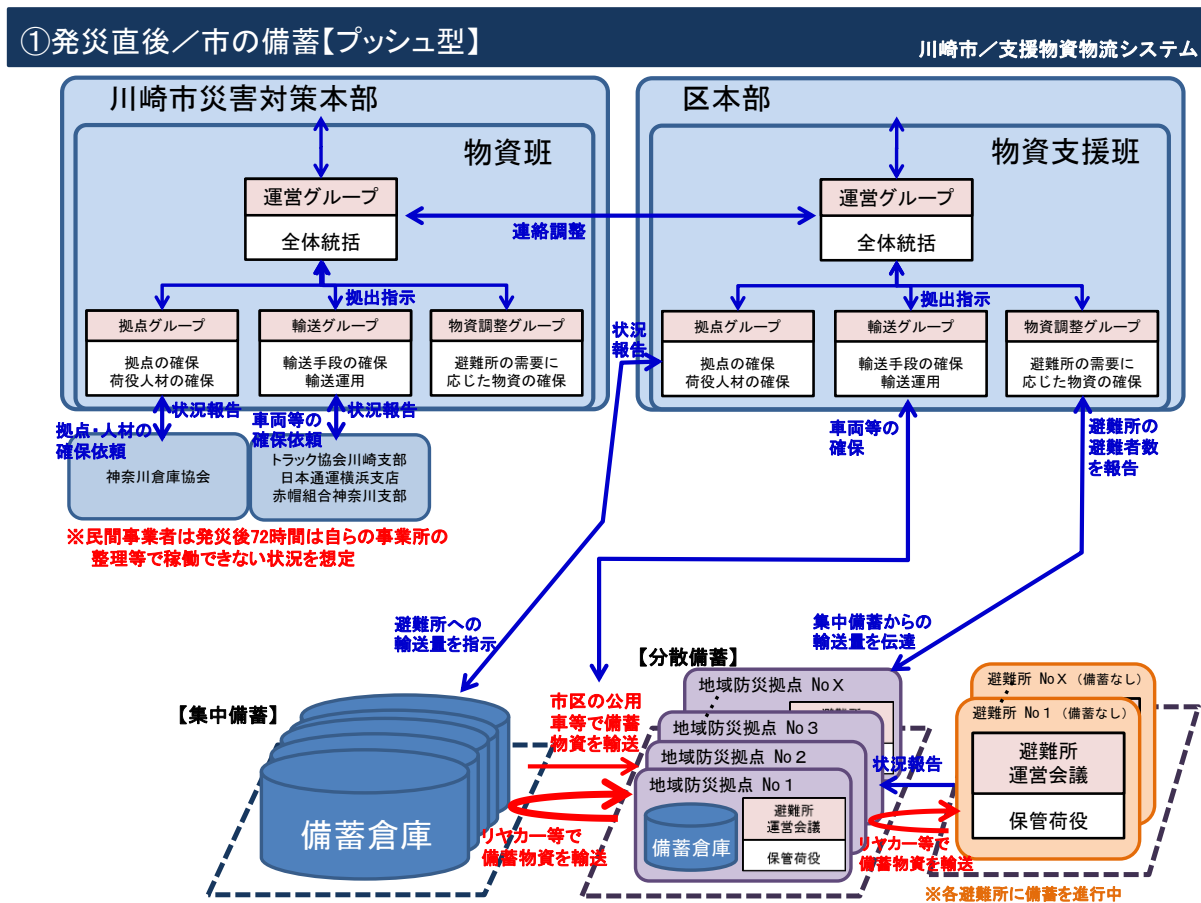 ①発災直後／市の備蓄【プッシュ型】
川崎市／支援物資物流システム
川崎市災害対策本部
物資班
運営グループ
全体統括
拠出指示
拠点グループ
拠点の確保
荷役人材の確保
輸送グループ
輸送手段の確保
輸送運用
物資調整グループ
避難所の需要に
応じた物資の確保
連絡調整
区本部
物資支援班
運営グループ
全体統括
拠出指示
状況
報告
拠点グループ
拠点の確保
荷役人材の確保
輸送グループ
輸送手段の確保
輸送運用
物資調整グループ
避難所の需要に
応じた物資の確保
状況報告
拠点・人材の
確保依頼
状況報告
車両等の
確保依頼
神奈川倉庫協会
トラック協会川崎支部
日本通運横浜支店
赤帽組合神奈川支部
※民間事業者は発災後72時間は自らの事業所の
整理等で稼働できない状況を想定
車両等の
確保
避難所の
避難者数
を報告
避難所への
輸送量を指示
集中備蓄からの
輸送量を伝達
【集中備蓄】
備蓄倉庫
市区の公用
車等で備蓄
物資を輸送
リヤカー等で
備蓄物資を輸送
【分散備蓄】
地域防災拠点 NoX
地域防災拠点 No3
地域防災拠点 No2
地域防災拠点 No1
備蓄倉庫
避難所
運営会議
保管荷役
状況報告
リヤカー等で
備蓄物資を輸送
避難所 NoX（備蓄なし）
避難所 No1（備蓄なし）
避難所
運営会議
保管荷役
※各避難所に備蓄を進行中